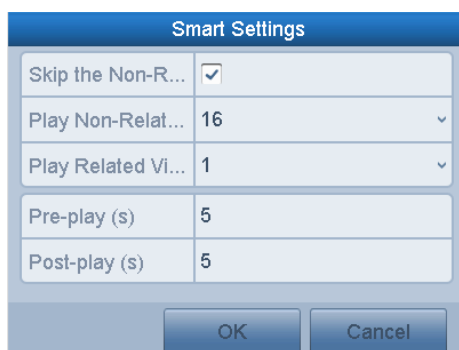 Smart Settings
Skip the Non-R...
Play Non-Relat... 16
Play Related Vi... 1
Pre-play (s) 5
Post-play (s) 5
OK Cancel